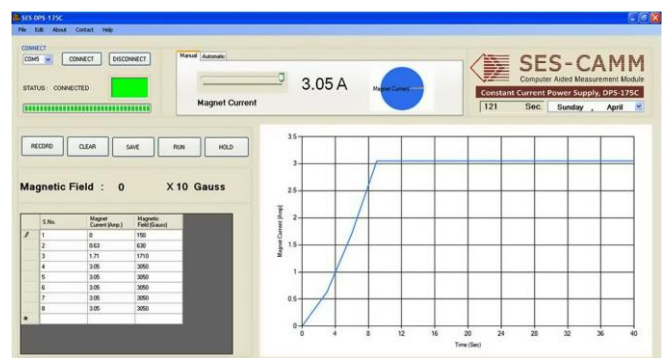 SES-DPS-175C
File Edit About Contact Help
CONNECT
COM5 CONNECT DISCONNECT
STATUS : CONNECTED
Manual Automatic
3.05 A
Magnet Current
Magnet Current
SES-CAMM
Computer Aided Measurement Module
Constant Current Power Supply, DPS-175C
121 Sec. Sunday , April
RECORD CLEAR SAVE RUN HOLD
Magnetic Field : 0 X 10 Gauss
S.No. Magnet Current (Amp.) Magnetic Field (Gauss)
1 0 150
2 0.63 630
3 1.71 1710
4 3.05 3050
5 3.05 3050
6 3.05 3050
7 3.05 3050
8 3.05 3050
Magnet Current (Amp)
3.5
3
2.5
2
1.5
1
0.5
0
0 4 8 12 16 20 24 28 32 36 40
Time (Sec)